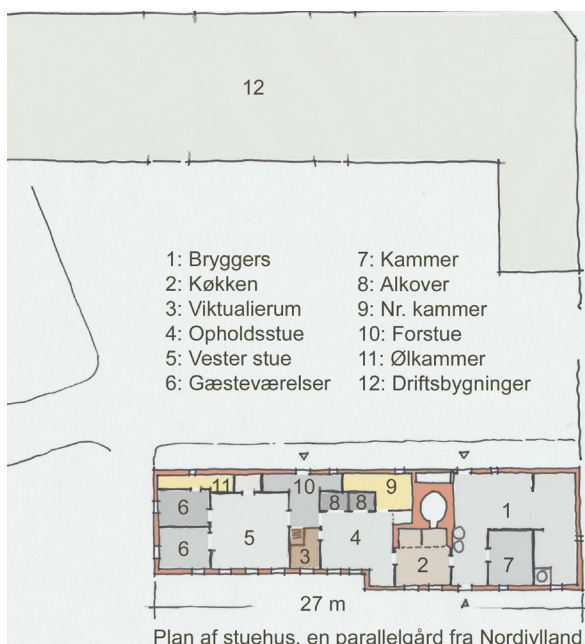 12
1: Bryggers
2: Køkken
3: Viktualierum
4: Opholdsstue
5: Vester stue
6: Gæsteværelser
7: Kammer
8: Alkover
9: Nr. kammer
10: Forstue
11: Ølkammer
12: Driftsbygninger
11
10
9
8
8
6
1
5
4
6
3
2
7
27 m
Plan af stuehus, en parallelgård fra Nordjylland